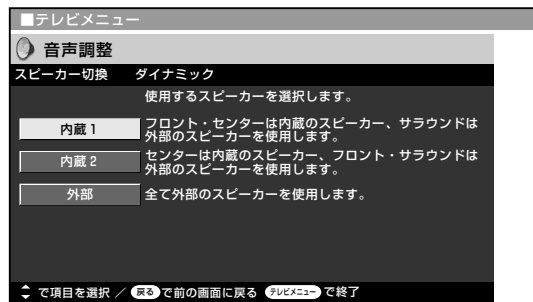 ■テレビメニュー
音声調整
スピーカー切換 ダイナミック
使用するスピーカーを選択します。
内蔵1 フロント・センターは内蔵のスピーカー、サラウンドは
外部のスピーカーを使用します。
内蔵2 センターは内蔵のスピーカー、フロント・サラウンドは
外部のスピーカーを使用します。
外部 全て外部のスピーカーを使用します。
で項目を選択 / 戻る で前の画面に戻る テレビメニュー で終了